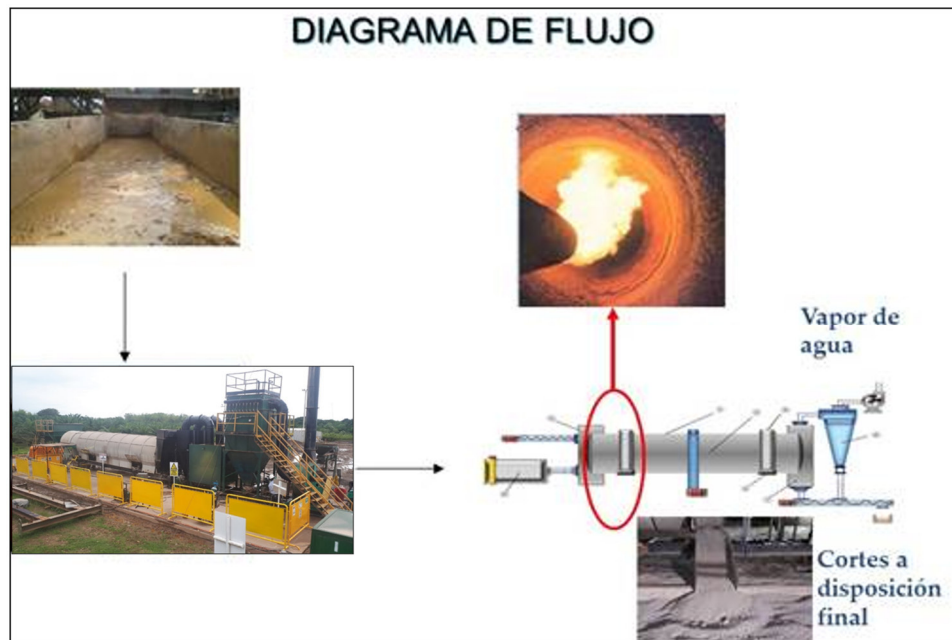 DIAGRAMA DE FLUJO
Vapor de
agua
Cortes a
disposición
final